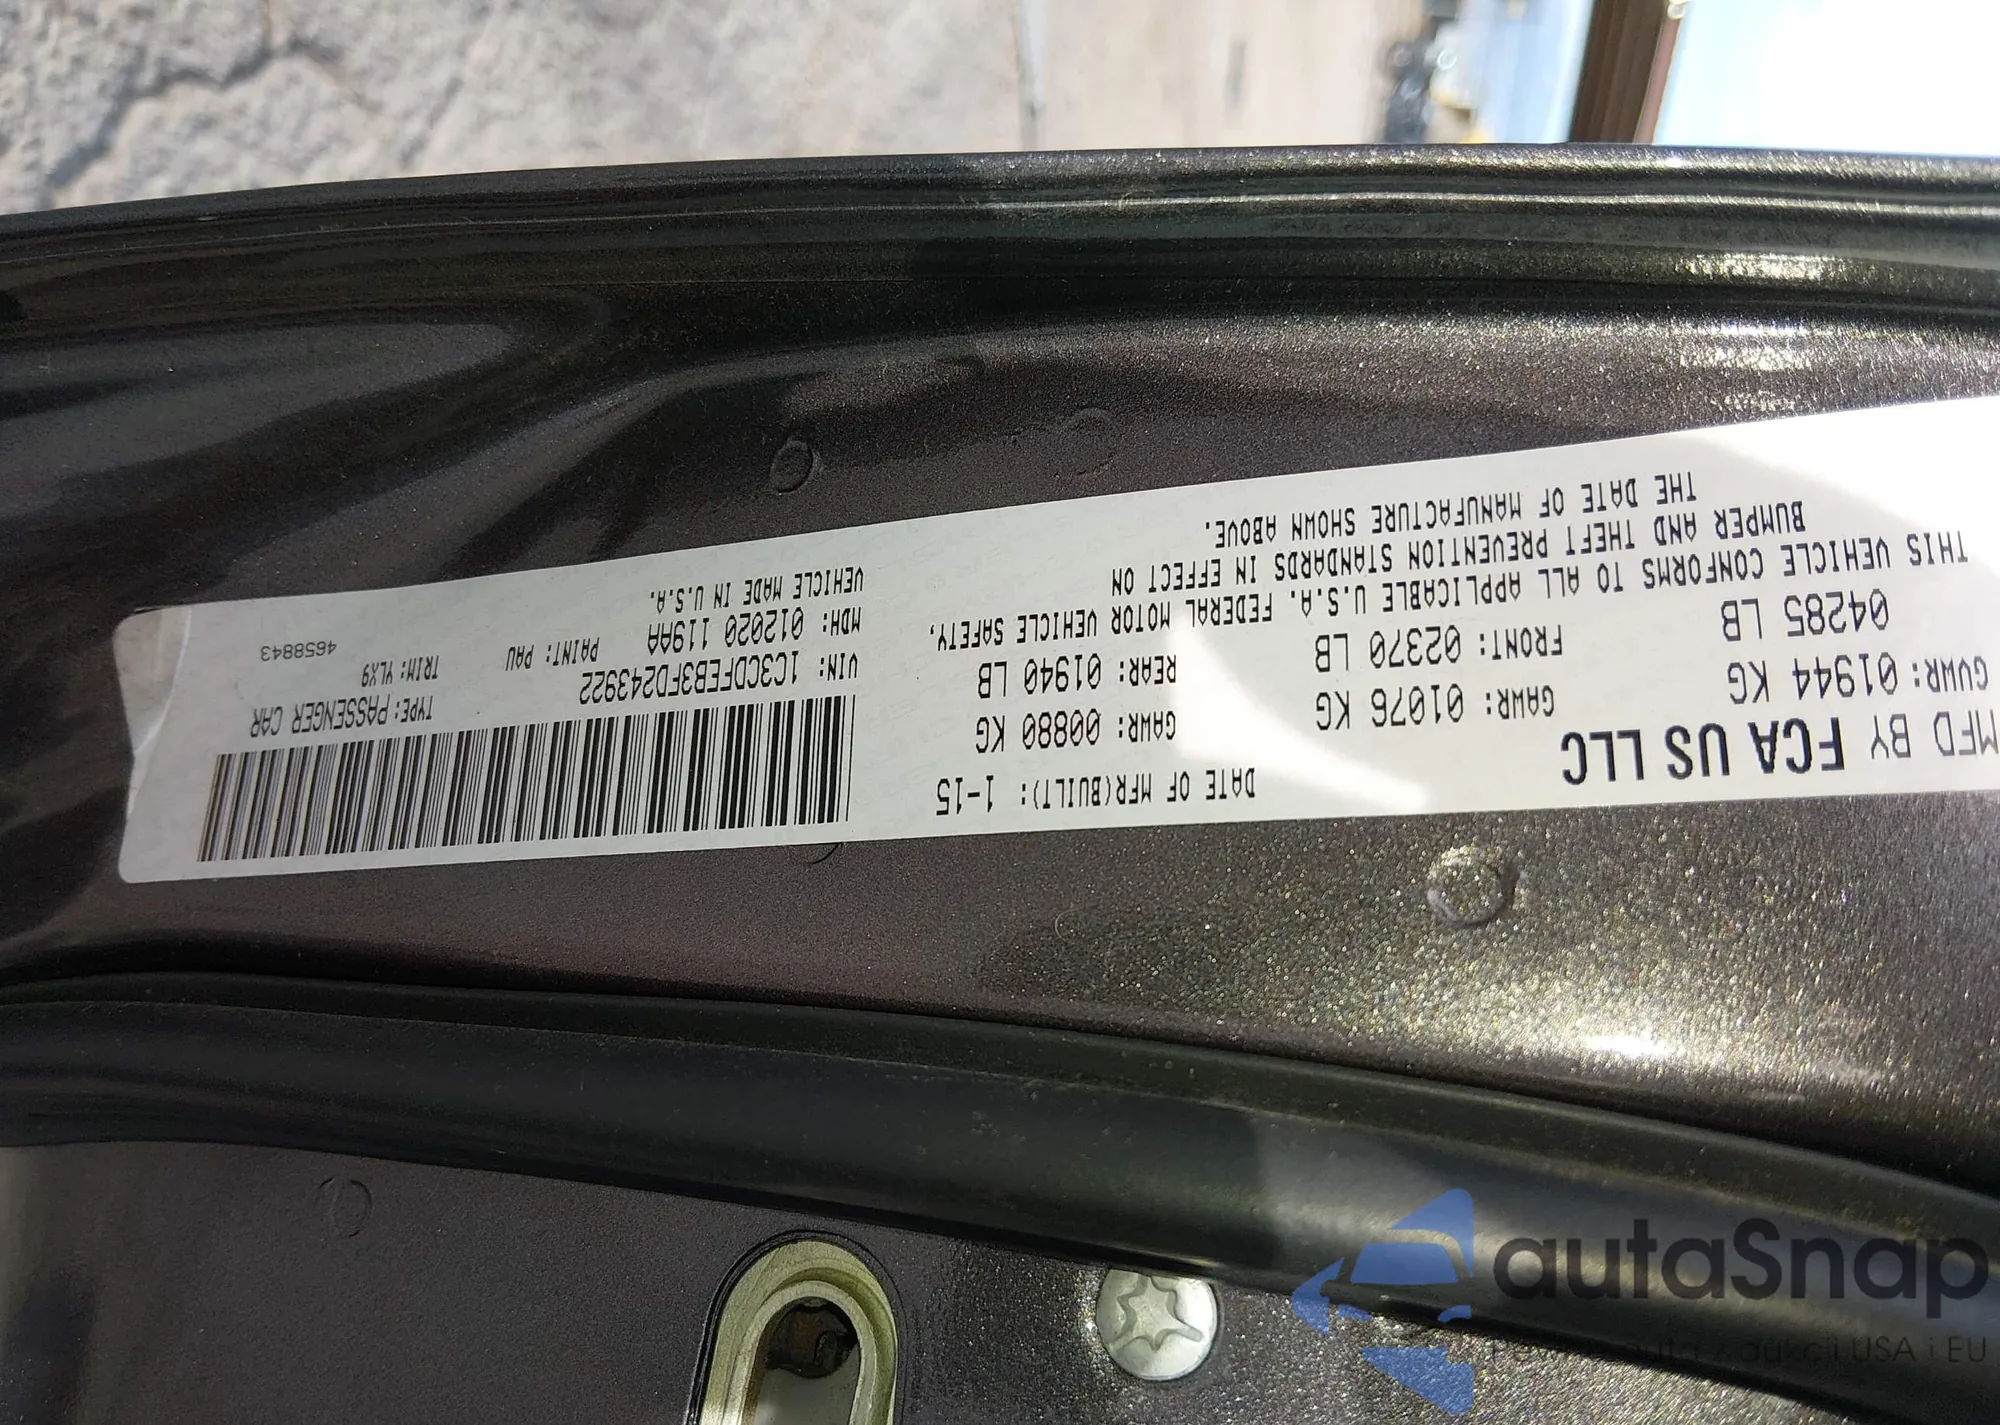 MFD BY FCA US LLC
DATE OF MFR(BUILT): 1-15
GVWR: 01944 KG
04285 LB
GAWR: 01076 KG
FRONT: 02370 LB
GAWR: 00880 KG
REAR: 01940 LB
THIS VEHICLE CONFORMS TO ALL APPLICABLE U.S.A. FEDERAL MOTOR VEHICLE SAFETY,
BUMPER AND THEFT PREVENTION STANDARDS IN EFFECT ON
THE DATE OF MANUFACTURE SHOWN ABOVE.
VIN: 1C3CDFEB3FD243922
TYPE: PASSENGER CAR
MDH: 012020 119AA
PAINT: PAU
TRIM: VLX9
VEHICLE MADE IN U.S.A.
4658843
autaSnap
aukcji USA i EU